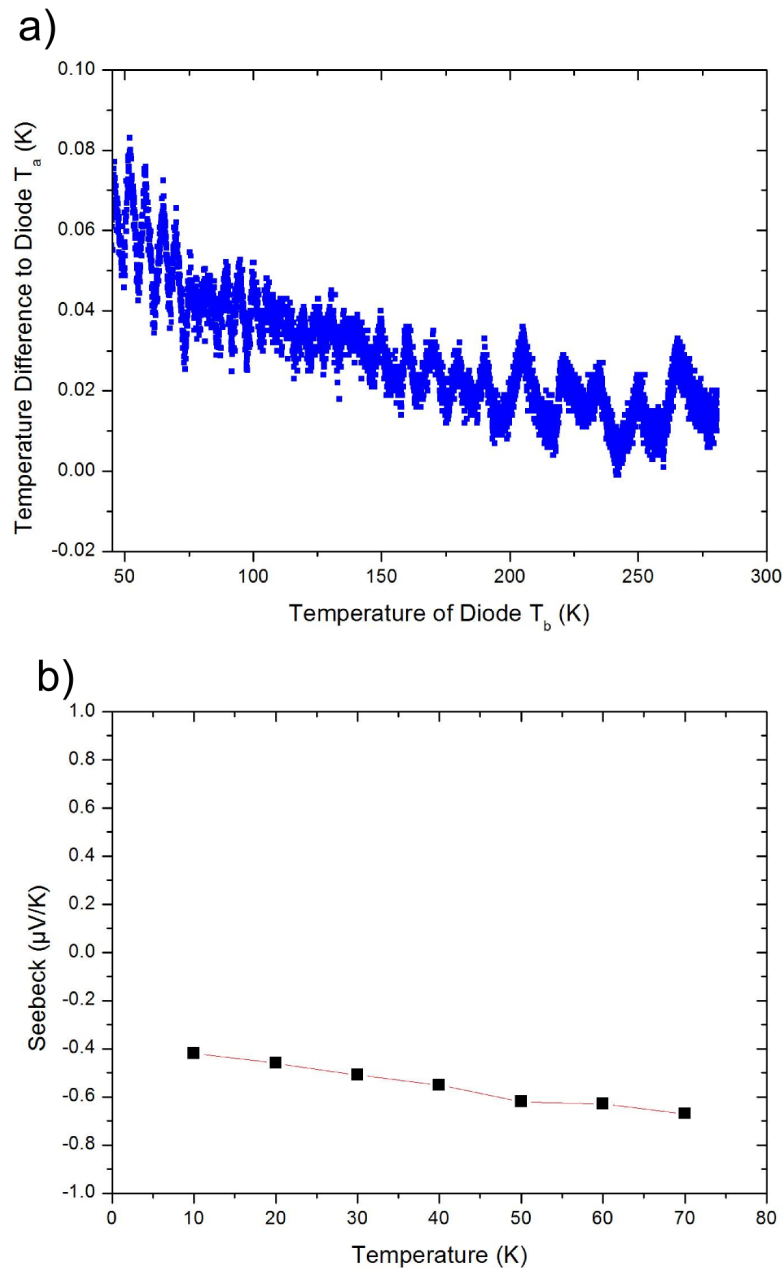 a)
0.10
0.08
0.06
0.04
0.02
0.00
-0.02
Temperature Difference to Diode Ta (K)
50 100 150 200 250 300
Temperature of Diode Tb (K)
b)
1.0
0.8
0.6
0.4
0.2
0.0
-0.2
-0.4
-0.6
-0.8
-1.0
Seebeck (µV/K)
0 10 20 30 40 50 60 70 80
Temperature (K)